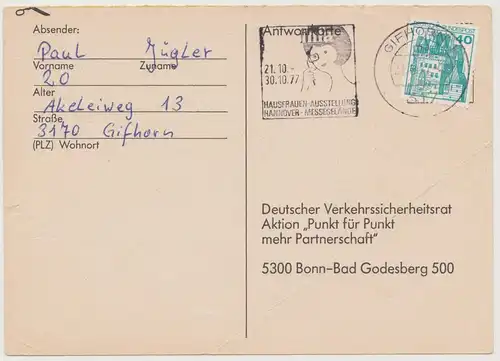 Absender:
Paul Zügler
Vorname Zuname
20
Alter
Akeleiweg 13
Straße
3170 Gifhorn
(PLZ) Wohnort
Antwortkarte
21.10.-
30.10.77
HAUSFRAUEN-AUSSTELLUNG
HANNOVER-MESSEGELÄNDE
GIFHORN
40
Deutscher Verkehrssicherheitsrat
Aktion „Punkt für Punkt
mehr Partnerschaft"
5300 Bonn–Bad Godesberg 500